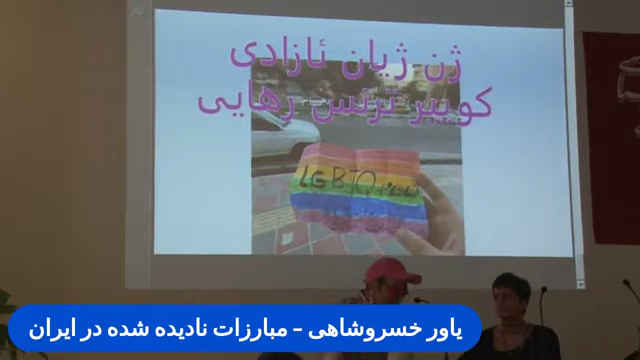 ژن ژیان ئازادی
کوییر ترنس رهایی
LGBTQ+
یاور خسروشاهی – مبارزات نادیده شده در ایران